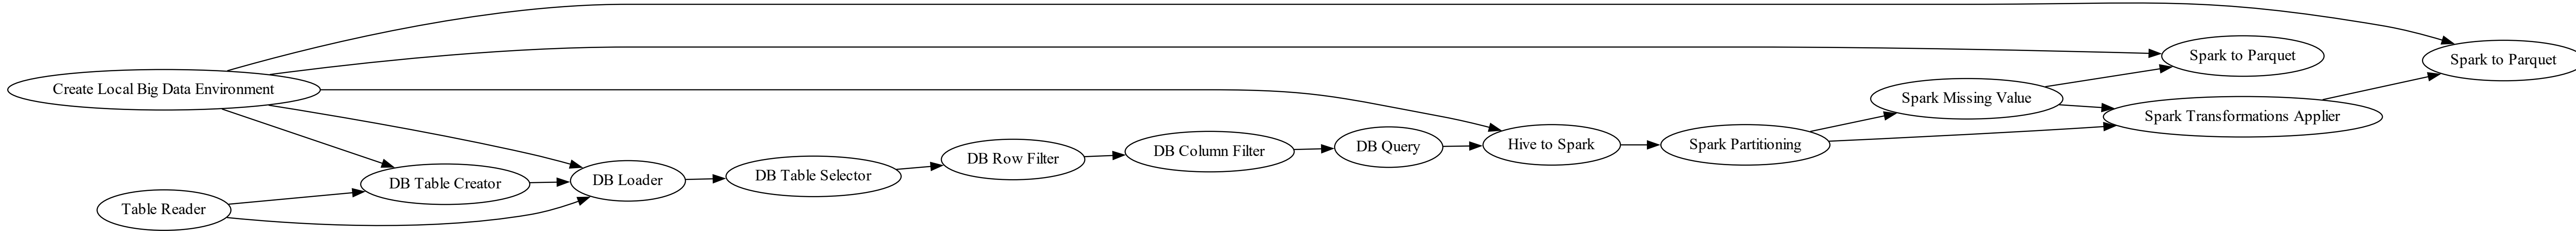 Create Local Big Data Environment
Table Reader
DB Table Creator
DB Loader
DB Table Selector
DB Row Filter
DB Column Filter
DB Query
Hive to Spark
Spark Partitioning
Spark Missing Value
Spark to Parquet
Spark Transformations Applier
Spark to Parquet